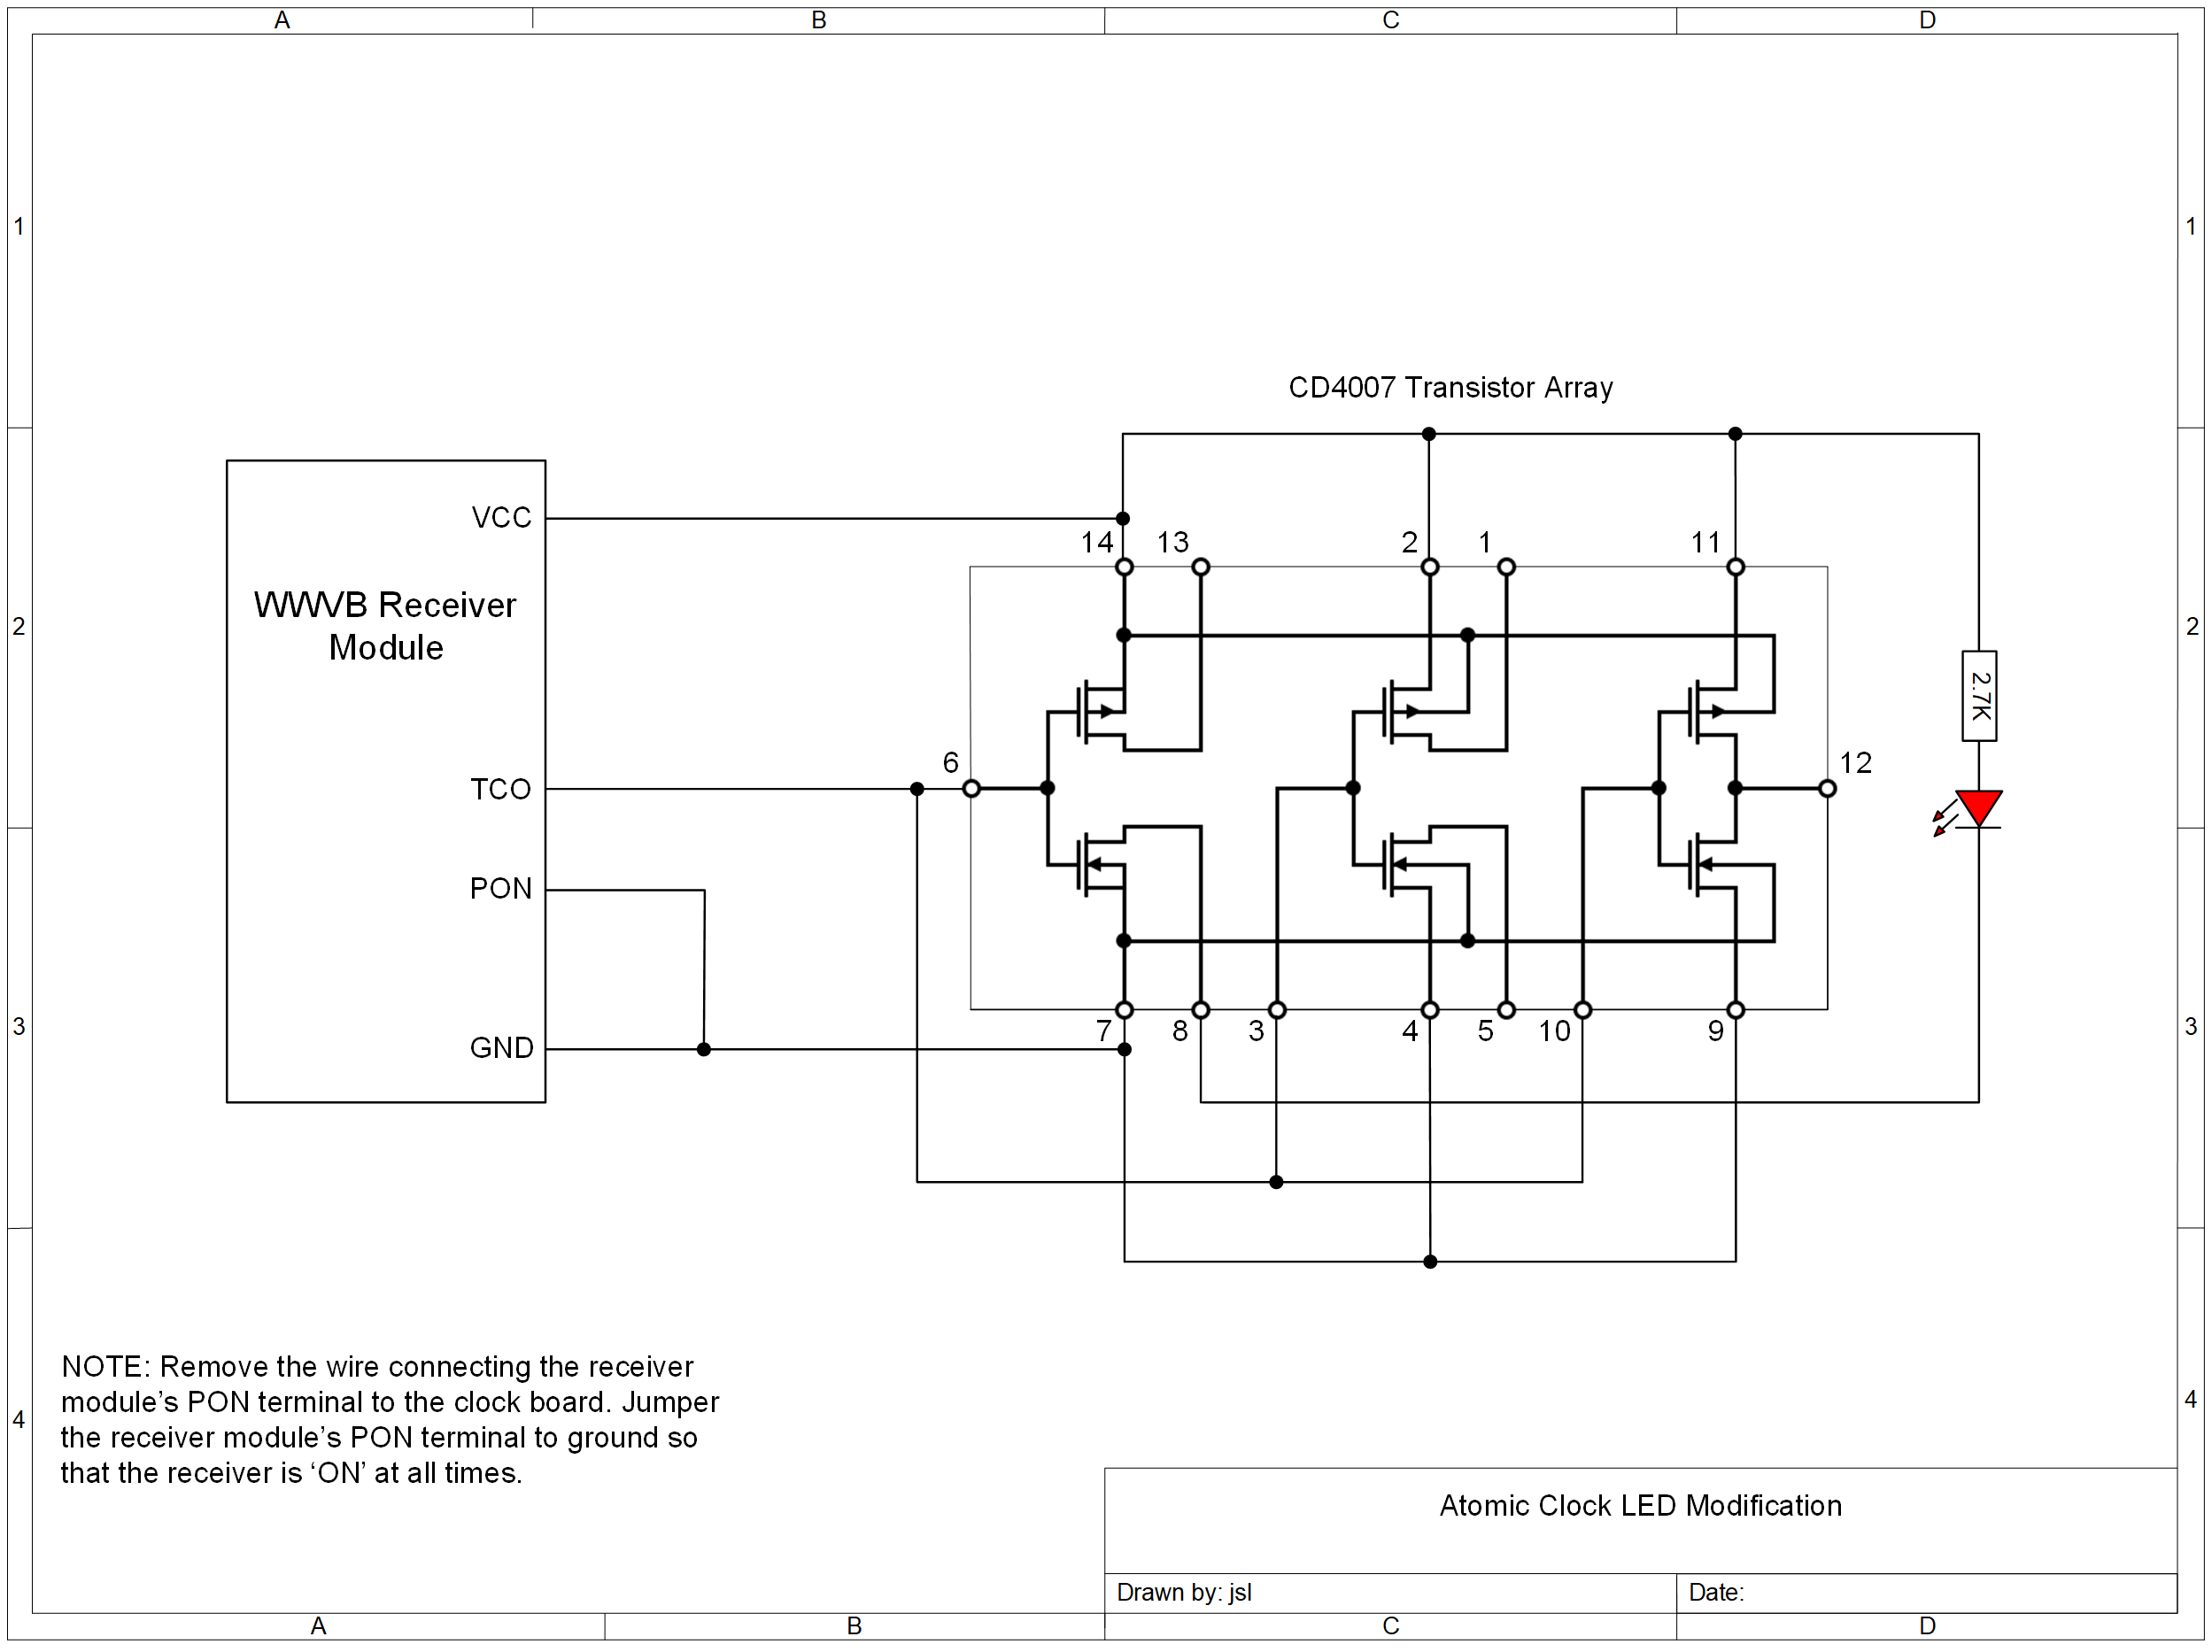 A B C D
1 1
CD4007 Transistor Array
VCC
14 13 2 1 11
WWVB Receiver
Module
2 2
2.7K
6 12
TCO
PON
GND
7 8 3 4 5 10 9
3 3
NOTE: Remove the wire connecting the receiver
module’s PON terminal to the clock board. Jumper
the receiver module’s PON terminal to ground so
that the receiver is ‘ON’ at all times.
4 4
Atomic Clock LED Modification
Drawn by: jsl Date:
A B C D